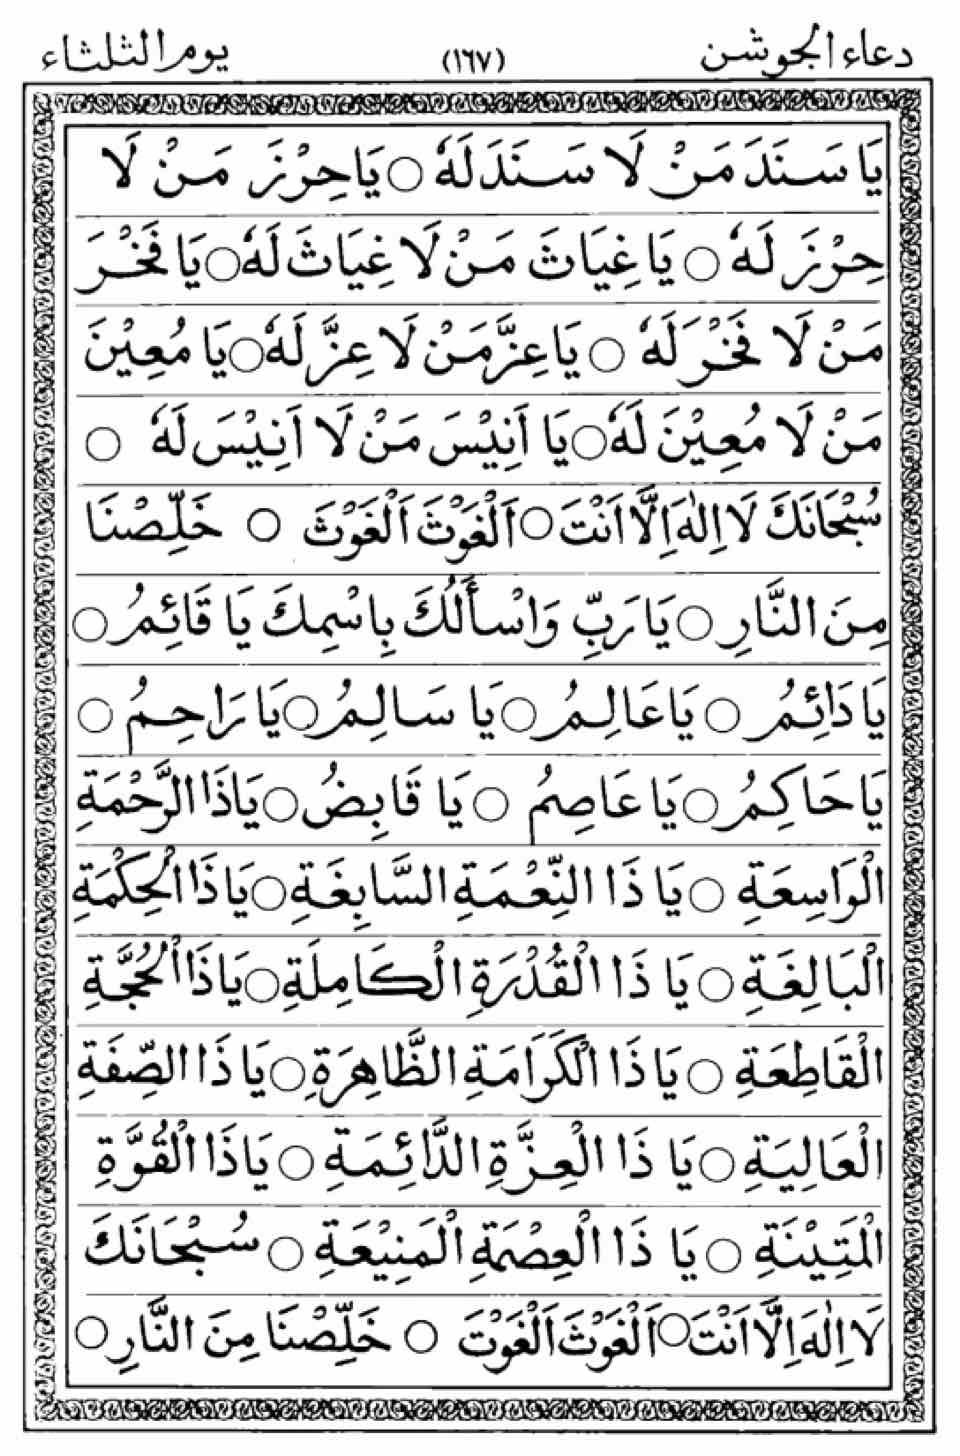 دعاء الجوشن (١٦٧) يوم الثلثاء
يَا سَنَدَ مَنْ لَا سَنَدَ لَهٗ ○ يَا حِرْزَ مَنْ لَا
حِرْزَ لَهٗ ○ يَا غِيَاثَ مَنْ لَا غِيَاثَ لَهٗ ○ يَا فَخْرَ
مَنْ لَا فَخْرَ لَهٗ ○ يَا عِزَّ مَنْ لَا عِزَّ لَهٗ ○ يَا مُعِيْنَ
مَنْ لَا مُعِيْنَ لَهٗ ○ يَا اَنِيْسَ مَنْ لَا اَنِيْسَ لَهٗ ○
سُبْحَانَكَ لَا اِلٰهَ اِلَّا اَنْتَ ○ اَلْغَوْثَ اَلْغَوْثَ ○ خَلِّصْنَا
مِنَ النَّارِ ○ يَا رَبِّ وَاسْأَلُكَ بِاسْمِكَ يَا قَائِمُ ○
يَا دَائِمُ ○ يَا عَالِمُ ○ يَا سَالِمُ ○ يَا رَاحِمُ ○
يَا حَاكِمُ ○ يَا عَاصِمُ ○ يَا قَابِضُ ○ يَا ذَا الرَّحْمَةِ
الْوَاسِعَةِ ○ يَا ذَا النِّعْمَةِ السَّابِغَةِ ○ يَا ذَا الْحِكْمَةِ
الْبَالِغَةِ ○ يَا ذَا الْقُدْرَةِ الْكَامِلَةِ ○ يَا ذَا الْحُجَّةِ
الْقَاطِعَةِ ○ يَا ذَا الْكَرَامَةِ الظَّاهِرَةِ ○ يَا ذَا الصِّفَةِ
الْعَالِيَةِ ○ يَا ذَا الْعِزَّةِ الدَّائِمَةِ ○ يَا ذَا الْقُوَّةِ
الْمَتِيْنَةِ ○ يَا ذَا الْعِصْمَةِ الْمَنِيْعَةِ ○ سُبْحَانَكَ
لَا اِلٰهَ اِلَّا اَنْتَ ○ اَلْغَوْثَ اَلْغَوْثَ ○ خَلِّصْنَا مِنَ النَّارِ ○